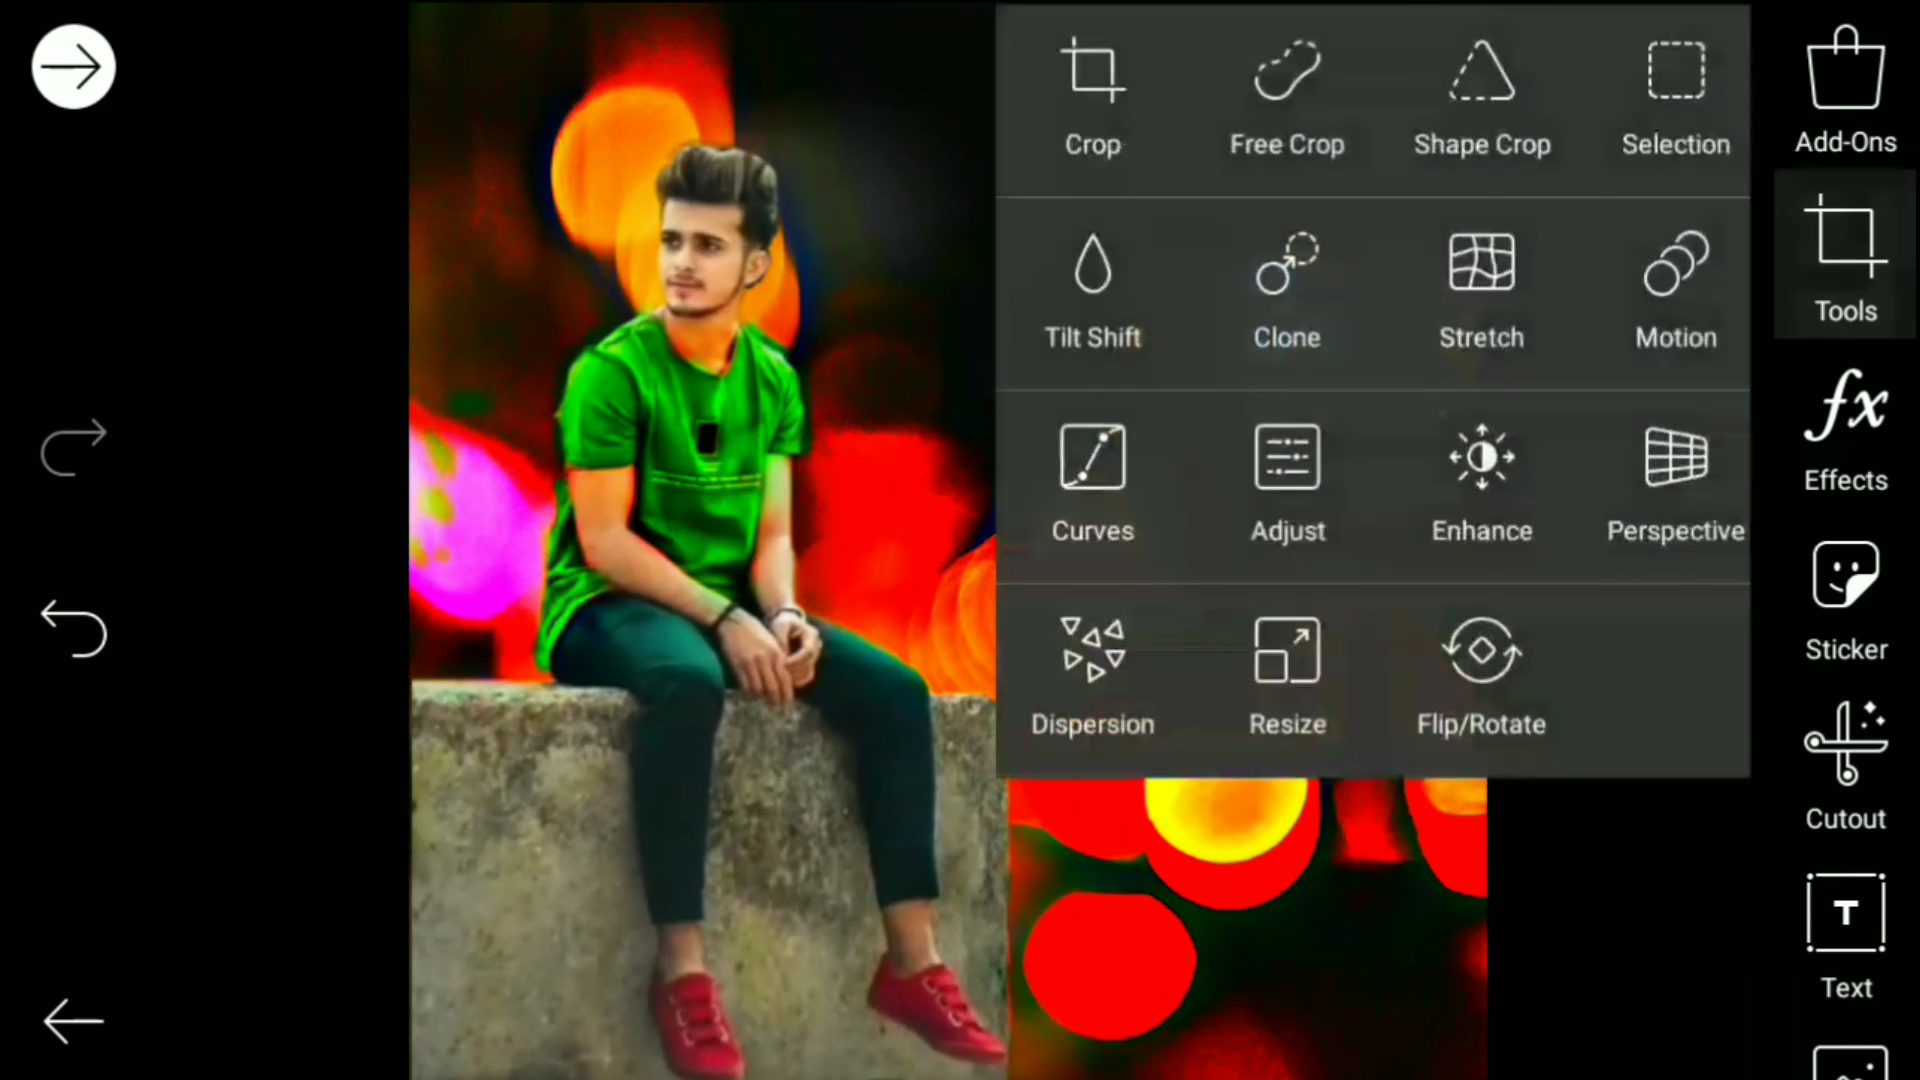 Crop
Free Crop
Shape Crop
Selection
Tilt Shift
Clone
Stretch
Motion
Curves
Adjust
Enhance
Perspective
Dispersion
Resize
Flip/Rotate
Add-Ons
Tools
fx
Effects
Sticker
Cutout
T
Text